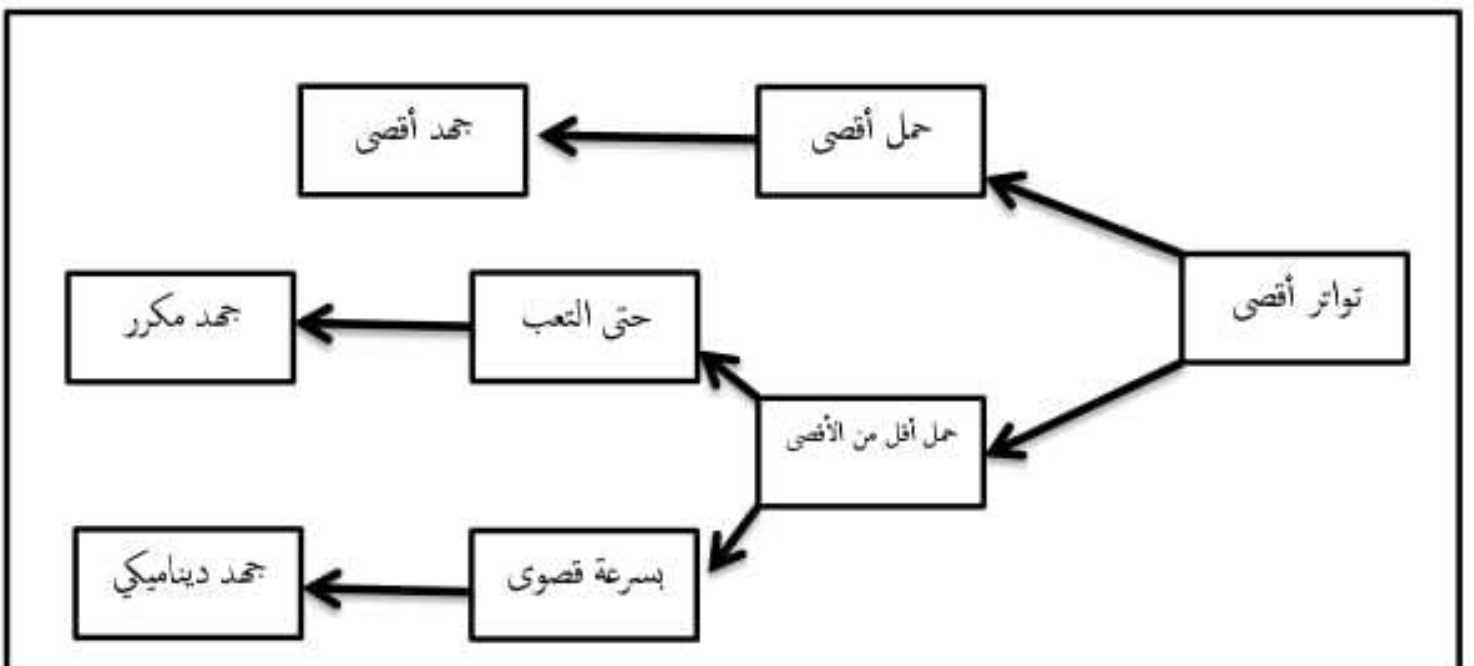 حمل أقصى
جهد أقصى
تواتر أقصى
حتى التعب
جهد مكرر
حمل أقل من الأقصى
بسرعة قصوى
جهد ديناميكي